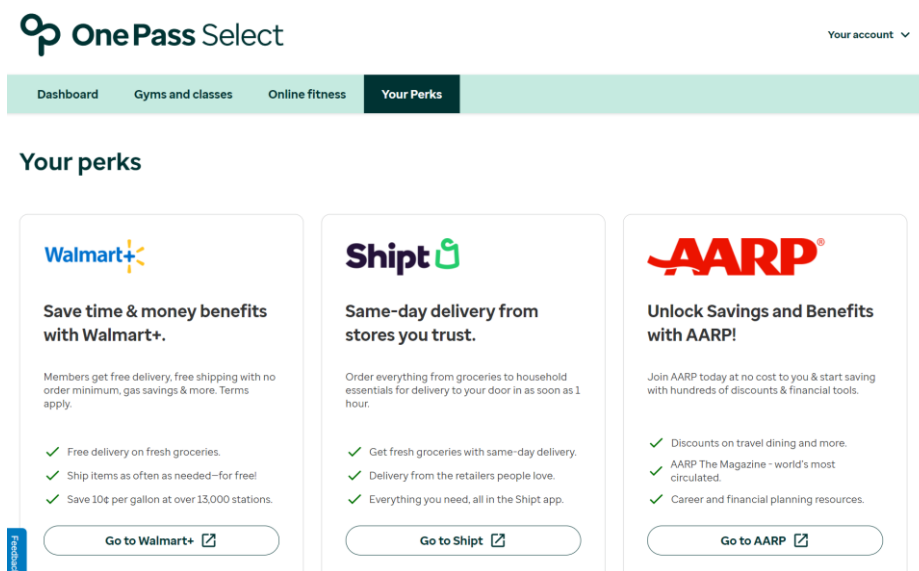 One Pass Select
Your account
Dashboard Gyms and classes Online fitness Your Perks
Your perks
Walmart+
Save time & money benefits
with Walmart+.
Members get free delivery, free shipping with no
order minimum, gas savings & more. Terms
apply.
Free delivery on fresh groceries.
Ship items as often as needed—for free!
Save 10¢ per gallon at over 13,000 stations.
Go to Walmart+
Shipt
Same-day delivery from
stores you trust.
Order everything from groceries to household
essentials for delivery to your door in as soon as 1
hour.
Get fresh groceries with same-day delivery.
Delivery from the retailers people love.
Everything you need, all in the Shipt app.
Go to Shipt
AARP®
Unlock Savings and Benefits
with AARP!
Join AARP today at no cost to you & start saving
with hundreds of discounts & financial tools.
Discounts on travel dining and more.
AARP The Magazine - world's most
circulated.
Career and financial planning resources.
Go to AARP
Feedbac